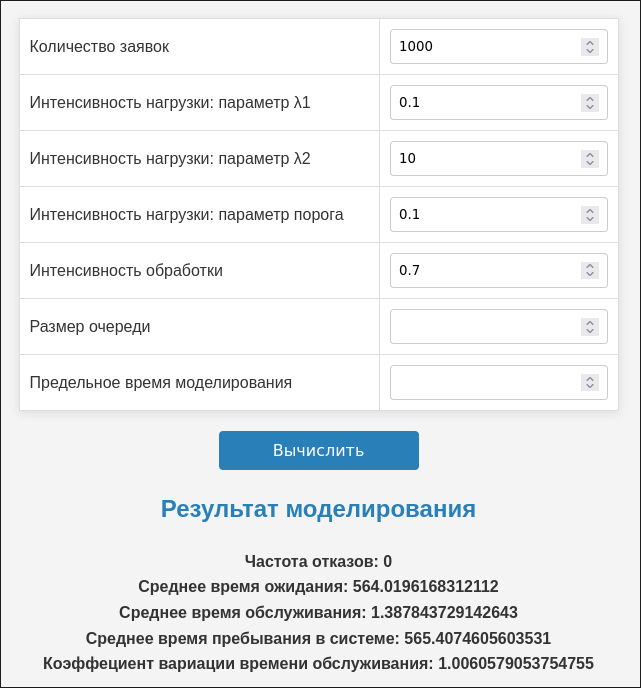 Количество заявок 1000
Интенсивность нагрузки: параметр λ1 0.1
Интенсивность нагрузки: параметр λ2 10
Интенсивность нагрузки: параметр порога 0.1
Интенсивность обработки 0.7
Размер очереди
Предельное время моделирования
Вычислить
Результат моделирования
Частота отказов: 0
Среднее время ожидания: 564.0196168312112
Среднее время обслуживания: 1.387843729142643
Среднее время пребывания в системе: 565.4074605603531
Коэффециент вариации времени обслуживания: 1.0060579053754755